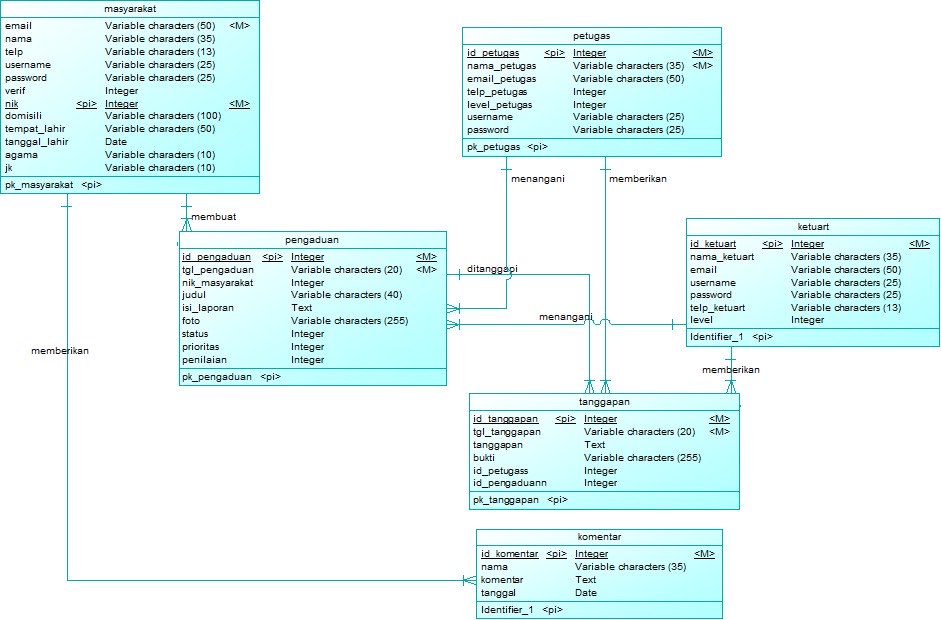 masyarakat
email Variable characters (50) <M>
nama Variable characters (35)
telp Variable characters (13)
username Variable characters (25)
password Variable characters (25)
verif Integer
nik <pi> Integer <M>
domisili Variable characters (100)
tempat_lahir Variable characters (50)
tanggal_lahir Date
agama Variable characters (10)
jk Variable characters (10)
pk_masyarakat <pi>
petugas
id_petugas <pi> Integer <M>
nama_petugas Variable characters (35) <M>
email_petugas Variable characters (50)
telp_petugas Integer
level_petugas Integer
username Variable characters (25)
password Variable characters (25)
pk_petugas <pi>
menangani
memberikan
membuat
pengaduan
id_pengaduan <pi> Integer <M>
tgl_pengaduan Variable characters (20) <M>
nik_masyarakat Integer
judul Variable characters (40)
isi_laporan Text
foto Variable characters (255)
status Integer
prioritas Integer
penilaian Integer
pk_pengaduan <pi>
ditanggapi
menangani
ketuart
id_ketuart <pi> Integer <M>
nama_ketuart Variable characters (35)
email Variable characters (50)
username Variable characters (25)
password Variable characters (25)
telp_ketuart Variable characters (13)
level Integer
Identifier_1 <pi>
memberikan
memberikan
tanggapan
id_tanggapan <pi> Integer <M>
tgl_tanggapan Variable characters (20) <M>
tanggapan Text
bukti Variable characters (255)
id_petugass Integer
id_pengaduann Integer
pk_tanggapan <pi>
komentar
id_komentar <pi> Integer <M>
nama Variable characters (35)
komentar Text
tanggal Date
Identifier_1 <pi>